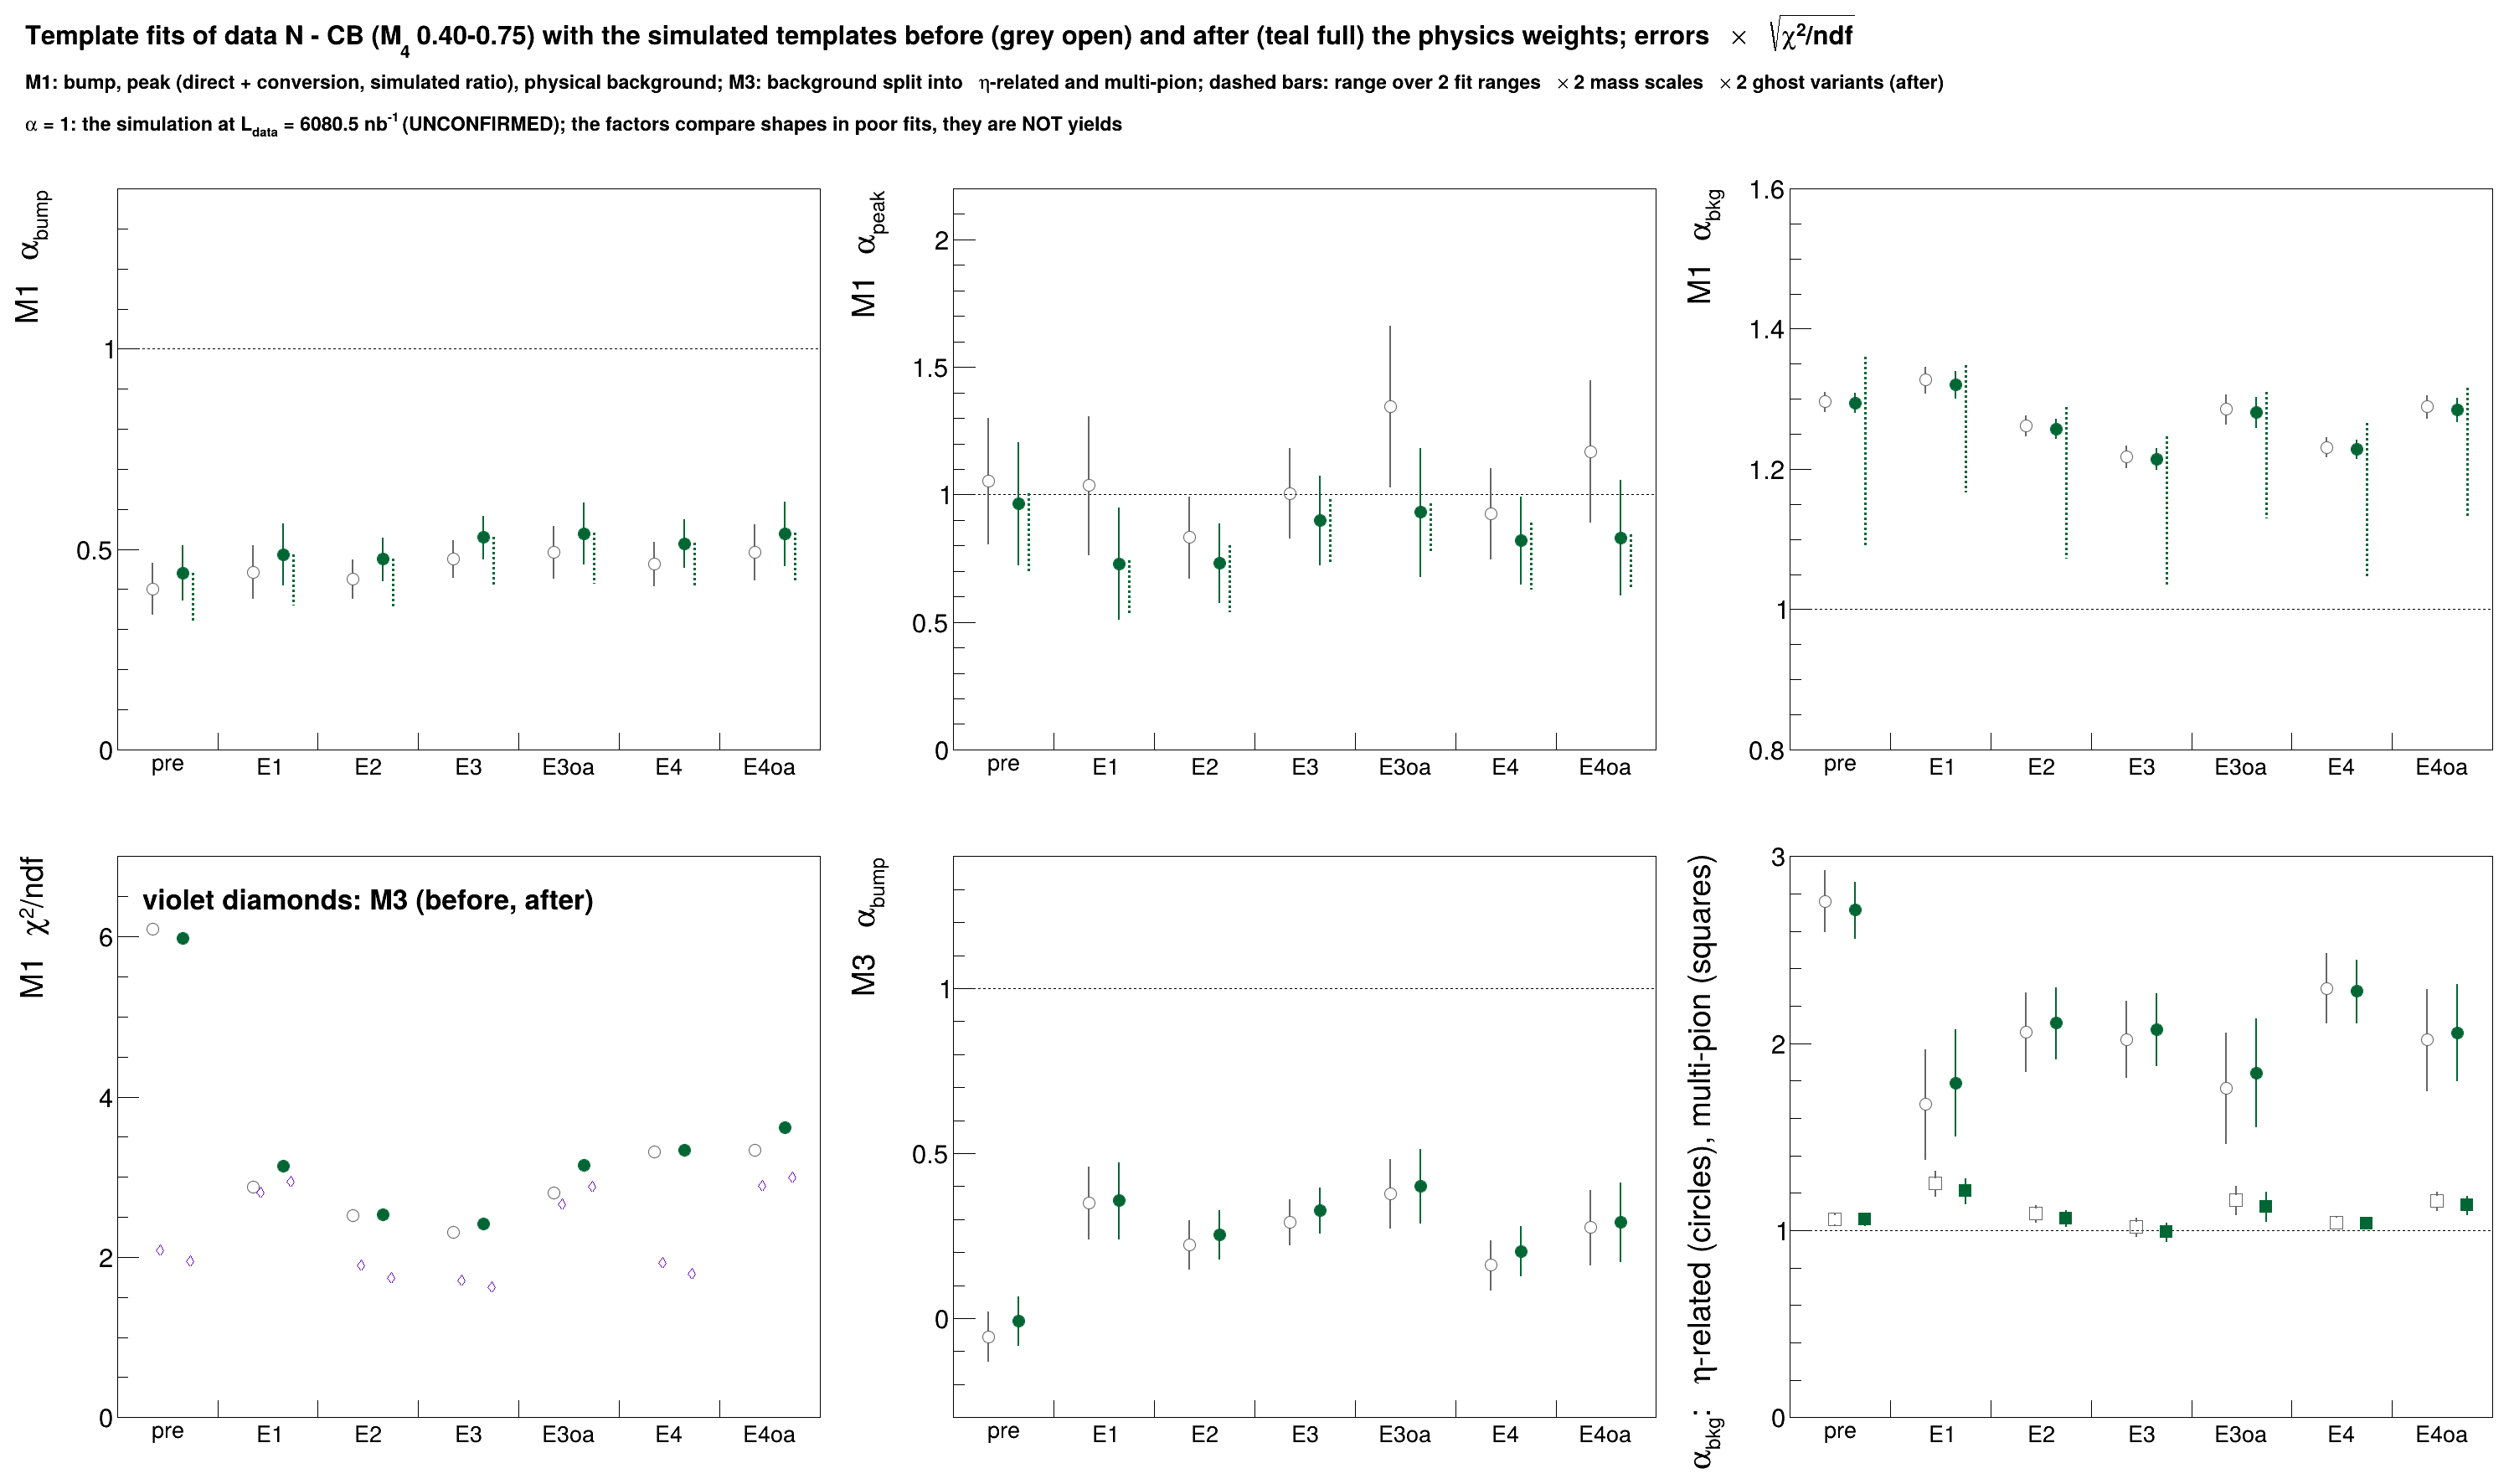 Template fits of data N - CB (M4 0.40-0.75) with the simulated templates before (grey open) and after (teal full) the physics weights; errors × √χ²/ndf
M1: bump, peak (direct + conversion, simulated ratio), physical background; M3: background split into η-related and multi-pion; dashed bars: range over 2 fit ranges × 2 mass scales × 2 ghost variants (after)
α = 1: the simulation at Ldata = 6080.5 nb-1 (UNCONFIRMED); the factors compare shapes in poor fits, they are NOT yields
M1 αbump
1
0.5
0
pre E1 E2 E3 E3oa E4 E4oa
M1 αpeak
2
1.5
1
0.5
0
pre E1 E2 E3 E3oa E4 E4oa
M1 αbkg
1.6
1.4
1.2
1
0.8
pre E1 E2 E3 E3oa E4 E4oa
M1 χ²/ndf
violet diamonds: M3 (before, after)
6
4
2
0
pre E1 E2 E3 E3oa E4 E4oa
M3 αbump
1
0.5
0
pre E1 E2 E3 E3oa E4 E4oa
αbkg: η-related (circles), multi-pion (squares)
3
2
1
0
pre E1 E2 E3 E3oa E4 E4oa